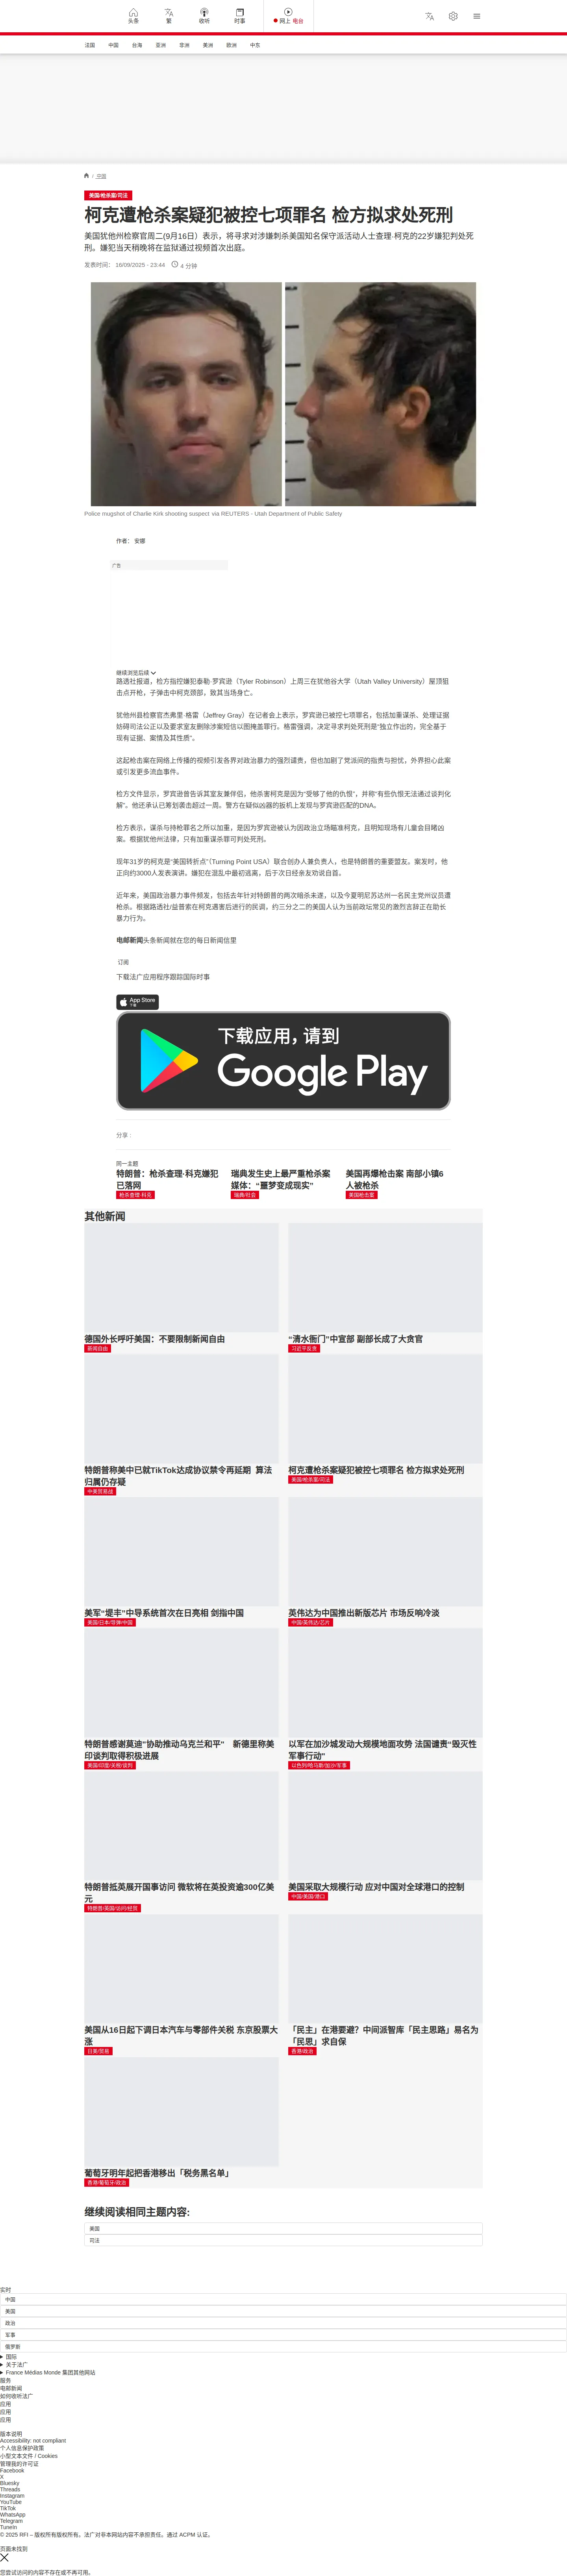 头条
繁
收听
时事
网上 电台
法国
中国
台海
亚洲
非洲
美洲
欧洲
中东
/ 中国
美国/枪杀案/司法
柯克遭枪杀案疑犯被控七项罪名 检方拟求处死刑
美国犹他州检察官周二(9月16日）表示，将寻求对涉嫌刺杀美国知名保守派活动人士查理·柯克的22岁嫌犯判处死
刑。嫌犯当天稍晚将在监狱通过视频首次出庭。
发表时间： 16/09/2025 - 23:44
4 分钟
Police mugshot of Charlie Kirk shooting suspect via REUTERS - Utah Department of Public Safety
作者： 安娜
广告
继续浏览后续
路透社报道，检方指控嫌犯泰勒·罗宾逊（Tyler Robinson）上周三在犹他谷大学（Utah Valley University）屋顶狙
击点开枪，子弹击中柯克颈部，致其当场身亡。
犹他州县检察官杰弗里·格雷（Jeffrey Gray）在记者会上表示，罗宾逊已被控七项罪名，包括加重谋杀、处理证据
妨碍司法公正以及要求室友删除涉案短信以图掩盖罪行。格雷强调，决定寻求判处死刑是“独立作出的，完全基于
现有证据、案情及其性质”。
这起枪击案在网络上传播的视频引发各界对政治暴力的强烈谴责，但也加剧了党派间的指责与担忧，外界担心此案
或引发更多流血事件。
检方文件显示，罗宾逊曾告诉其室友兼伴侣，他杀害柯克是因为“受够了他的仇恨”，并称“有些仇恨无法通过谈判化
解”。他还承认已筹划袭击超过一周。警方在疑似凶器的扳机上发现与罗宾逊匹配的DNA。
检方表示，谋杀与持枪罪名之所以加重，是因为罗宾逊被认为因政治立场瞄准柯克，且明知现场有儿童会目睹凶
案。根据犹他州法律，只有加重谋杀罪可判处死刑。
现年31岁的柯克是“美国转折点”（Turning Point USA）联合创办人兼负责人，也是特朗普的重要盟友。案发时，他
正向约3000人发表演讲。嫌犯在混乱中最初逃离，后于次日经亲友劝说自首。
近年来，美国政治暴力事件频发，包括去年针对特朗普的两次暗杀未遂，以及今夏明尼苏达州一名民主党州议员遭
枪杀。根据路透社/益普索在柯克遇害后进行的民调，约三分之二的美国人认为当前政坛常见的激烈言辞正在助长
暴力行为。
电邮新闻头条新闻就在您的每日新闻信里
订阅
下载法广应用程序跟踪国际时事
App Store
下载
下载应用，请到
Google Play
分享 :
同一主题
特朗普：枪杀查理·科克嫌犯
已落网
枪杀查理·科克
瑞典发生史上最严重枪杀案
媒体：“噩梦变成现实”
瑞典/社会
美国再爆枪击案 南部小镇6
人被枪杀
美国枪击案
其他新闻
德国外长呼吁美国：不要限制新闻自由
新闻自由
“清水衙门”中宣部 副部长成了大贪官
习近平反贪
特朗普称美中已就TikTok达成协议禁令再延期 算法
归属仍存疑
中美贸易战
柯克遭枪杀案疑犯被控七项罪名 检方拟求处死刑
美国/枪杀案/司法
美军“堤丰”中导系统首次在日亮相 剑指中国
美国/日本/导弹/中国
英伟达为中国推出新版芯片 市场反响冷淡
中国/英伟达/芯片
特朗普感谢莫迪"协助推动乌克兰和平" 新德里称美
印谈判取得积极进展
美国/印度/关税/谈判
以军在加沙城发动大规模地面攻势 法国谴责“毁灭性
军事行动”
以色列/哈马斯/加沙/军事
特朗普抵英展开国事访问 微软将在英投资逾300亿美
元
特朗普/英国/访问/经贸
美国采取大规模行动 应对中国对全球港口的控制
中国/美国/港口
美国从16日起下调日本汽车与零部件关税 东京股票大
涨
日美/贸易
「民主」在港要避？中间派智库「民主思路」易名为
「民思」求自保
香港/政治
葡萄牙明年起把香港移出「税务黑名单」
香港/葡萄牙/政治
继续阅读相同主题内容:
美国
司法
实时
中国
美国
政治
军事
俄罗斯
国际
关于法广
France Médias Monde 集团其他网站
服务
电邮新闻
如何收听法广
应用
应用
应用
版本说明
Accessibility: not compliant
个人信息保护政策
小型文本文件 / Cookies
管理我的许可证
Facebook
X
Bluesky
Threads
Instagram
YouTube
TikTok
WhatsApp
Telegram
TuneIn
© 2025 RFI – 版权所有版权所有。法广对非本网站内容不承担责任。通过 ACPM 认证。
页面未找到
您尝试访问的内容不存在或不再可用。